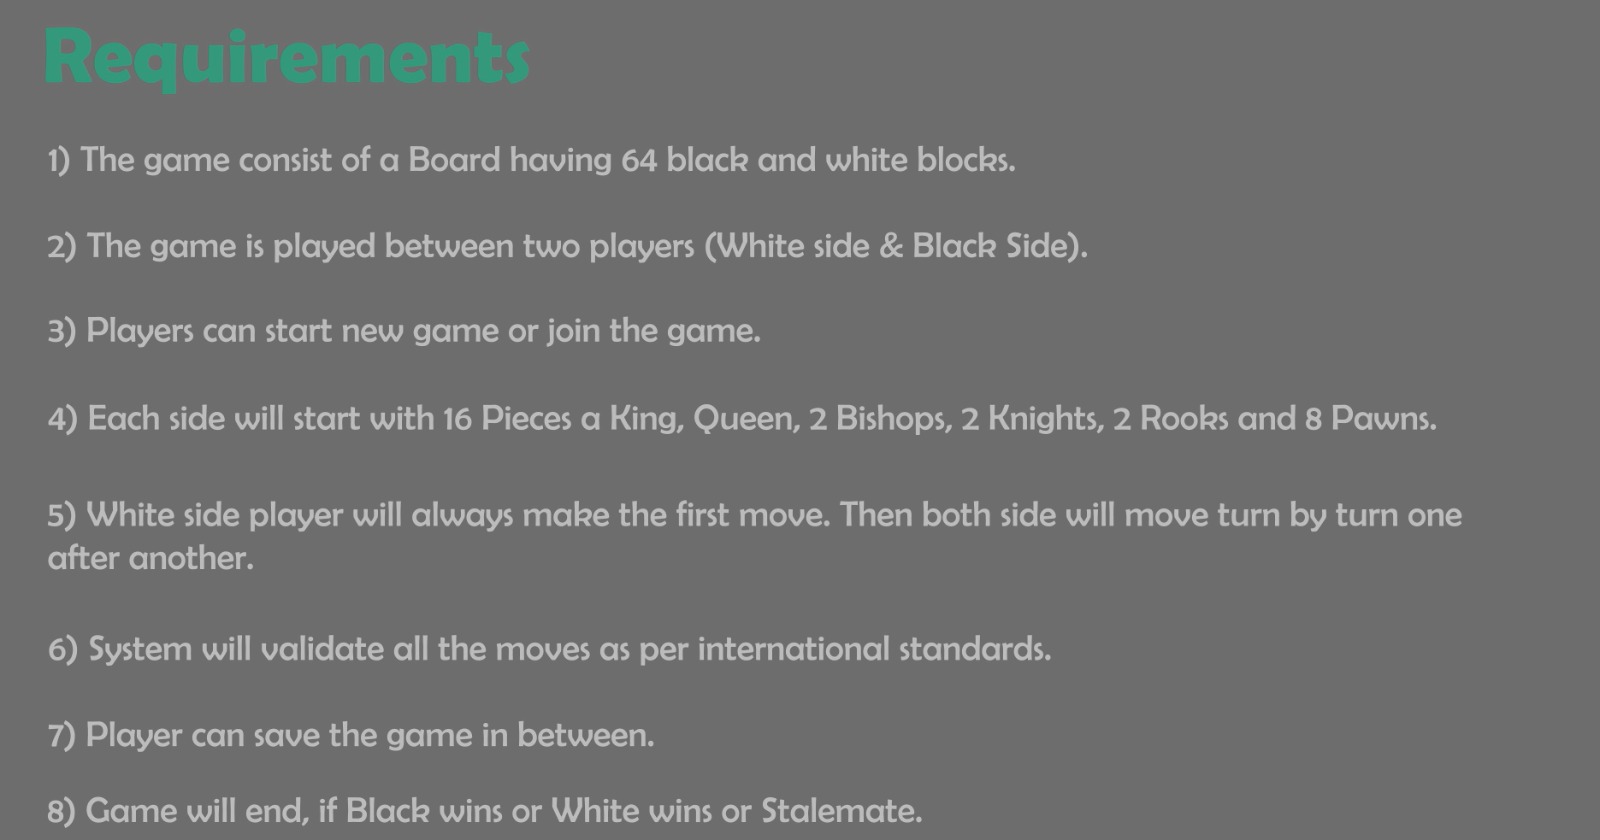 Requirements
1) The game consist of a Board having 64 black and white blocks.
2) The game is played between two players (White side & Black Side).
3) Players can start new game or join the game.
4) Each side will start with 16 Pieces a King, Queen, 2 Bishops, 2 Knights, 2 Rooks and 8 Pawns.
5) White side player will always make the first move. Then both side will move turn by turn one
after another.
6) System will validate all the moves as per international standards.
7) Player can save the game in between.
8) Game will end, if Black wins or White wins or Stalemate.